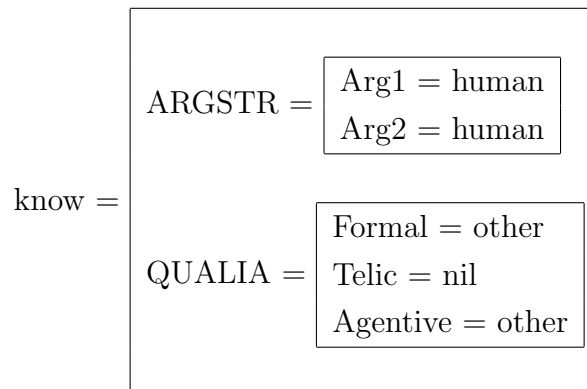 know =
ARGSTR =
Arg1 = human
Arg2 = human
QUALIA =
Formal = other
Telic = nil
Agentive = other